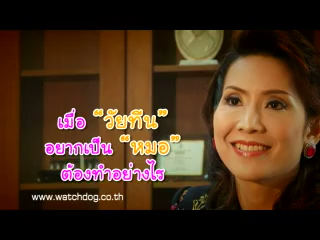 เมื่อ “วัยทีน”
อยากเป็น “หมอ”
ต้องทำอย่างไร
www.watchdog.co.th